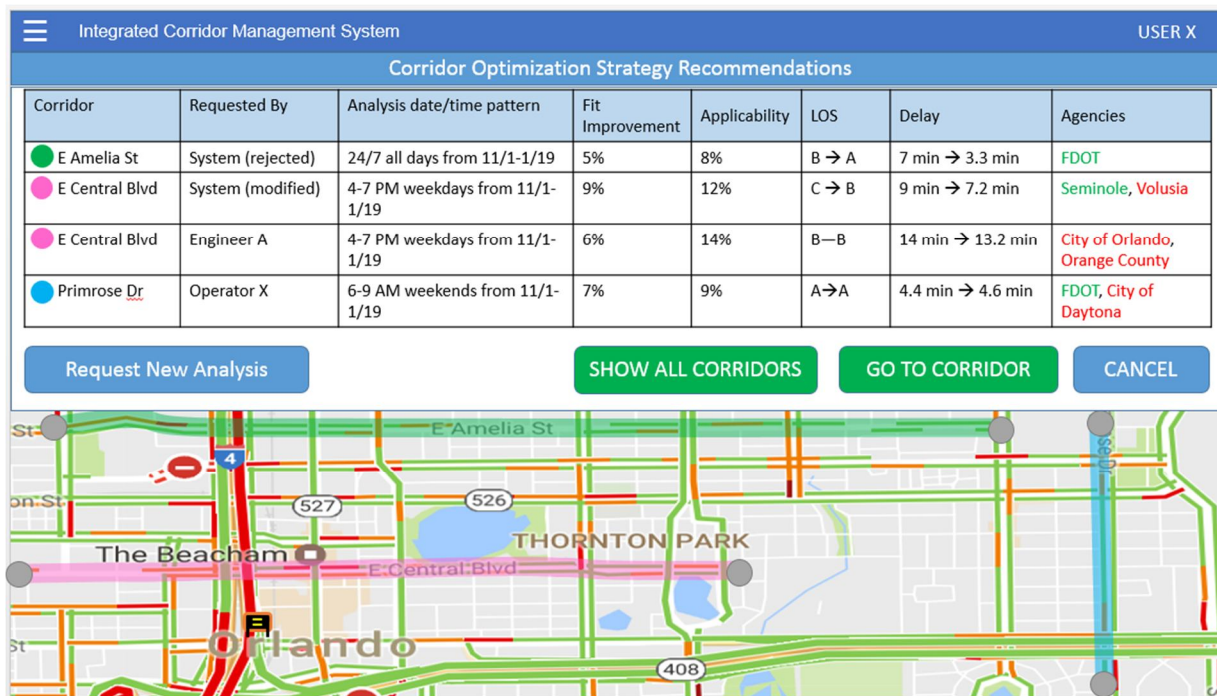 Integrated Corridor Management System USER X
Corridor Optimization Strategy Recommendations
Corridor Requested By Analysis date/time pattern Fit Improvement Applicability LOS Delay Agencies
E Amelia St System (rejected) 24/7 all days from 11/1-1/19 5% 8% B → A 7 min → 3.3 min FDOT
E Central Blvd System (modified) 4-7 PM weekdays from 11/1-1/19 9% 12% C → B 9 min → 7.2 min Seminole, Volusia
E Central Blvd Engineer A 4-7 PM weekdays from 11/1-1/19 6% 14% B—B 14 min → 13.2 min City of Orlando, Orange County
Primrose Dr Operator X 6-9 AM weekends from 11/1-1/19 7% 9% A→A 4.4 min → 4.6 min FDOT, City of Daytona
Request New Analysis SHOW ALL CORRIDORS GO TO CORRIDOR CANCEL
St E Amelia St
4
on St 527 526
THORNTON PARK
The Beacham
E Central Blvd
Orlando
St
408